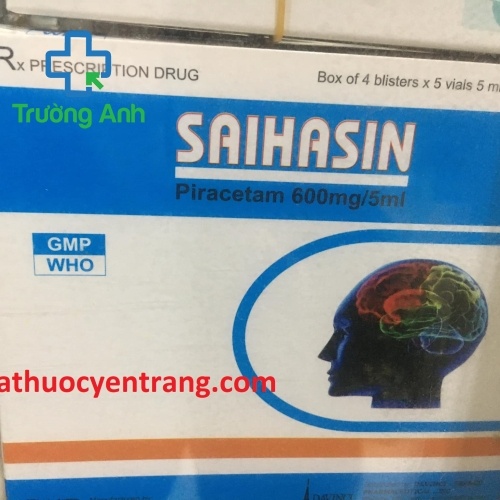 Rx PRESCRIPTION DRUG
Box of 4 blisters x 5 vials 5 ml
Trường Anh
SAIHASIN
Piracetam 600mg/5ml
GMP
WHO
athuocyentrang.com